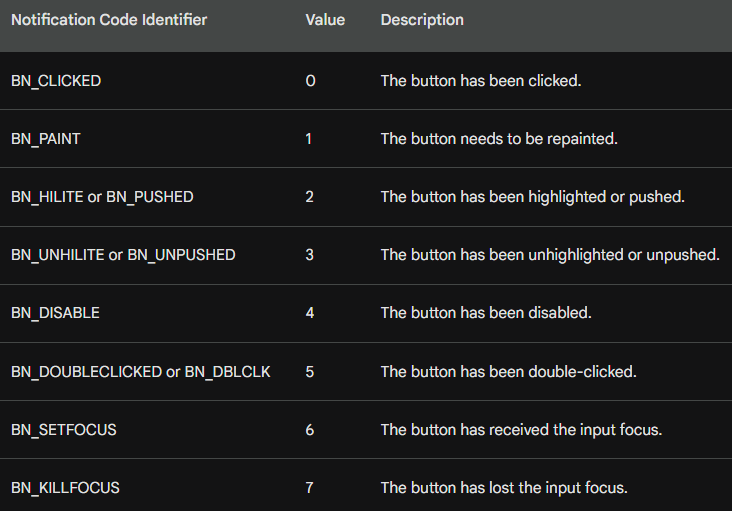 Notification Code Identifier Value Description
BN_CLICKED 0 The button has been clicked.
BN_PAINT 1 The button needs to be repainted.
BN_HILITE or BN_PUSHED 2 The button has been highlighted or pushed.
BN_UNHILITE or BN_UNPUSHED 3 The button has been unhighlighted or unpushed.
BN_DISABLE 4 The button has been disabled.
BN_DOUBLECLICKED or BN_DBLCLK 5 The button has been double-clicked.
BN_SETFOCUS 6 The button has received the input focus.
BN_KILLFOCUS 7 The button has lost the input focus.